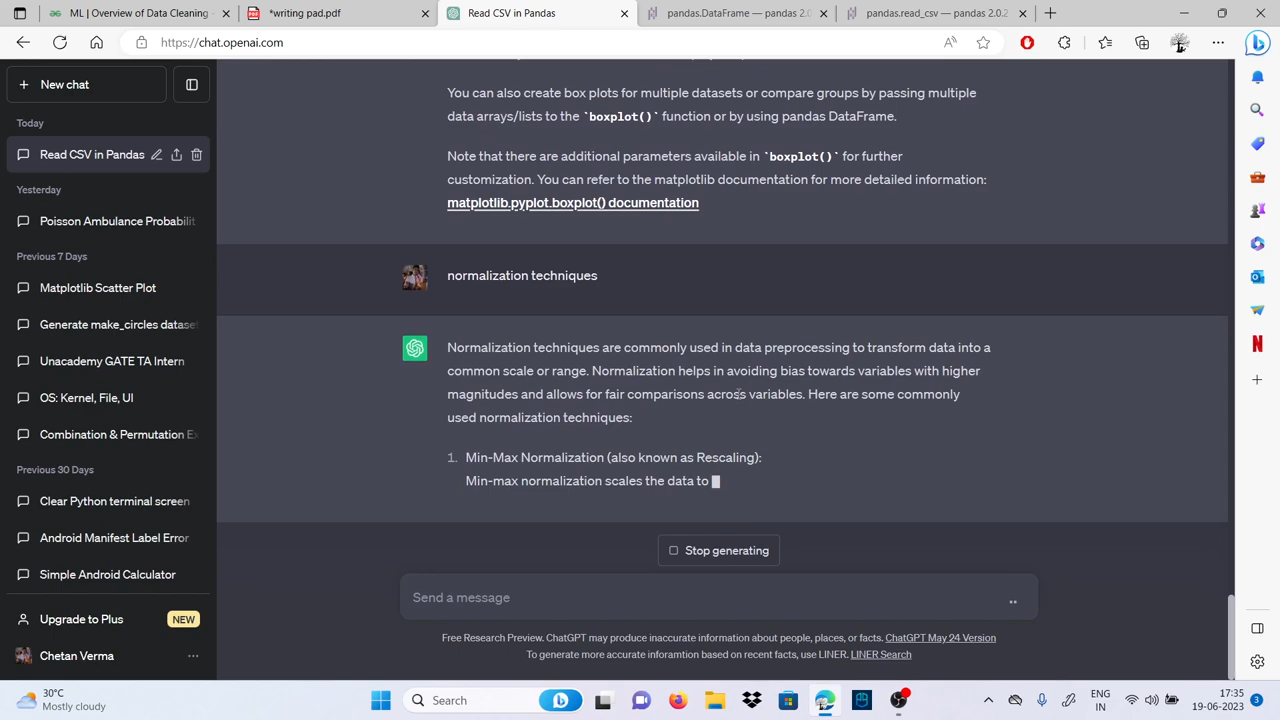 ML | Overview of Data Cleaning
*writing pad.pdf
Read CSV in Pandas
pandas.DataFrame — pandas 2.0.
pandas.read_csv — pandas 2.0.2
https://chat.openai.com
New chat
Today
Read CSV in Pandas
Yesterday
Poisson Ambulance Probabilit
Previous 7 Days
Matplotlib Scatter Plot
Generate make_circles dataset
Unacademy GATE TA Intern
OS: Kernel, File, UI
Combination & Permutation Ex
Previous 30 Days
Clear Python terminal screen
Android Manifest Label Error
Simple Android Calculator
Upgrade to Plus
NEW
Chetan Verma
You can also create box plots for multiple datasets or compare groups by passing multiple
data arrays/lists to the `boxplot()` function or by using pandas DataFrame.
Note that there are additional parameters available in `boxplot()` for further
customization. You can refer to the matplotlib documentation for more detailed information:
matplotlib.pyplot.boxplot() documentation
normalization techniques
Normalization techniques are commonly used in data preprocessing to transform data into a
common scale or range. Normalization helps in avoiding bias towards variables with higher
magnitudes and allows for fair comparisons across variables. Here are some commonly
used normalization techniques:
1. Min-Max Normalization (also known as Rescaling):
Min-max normalization scales the data to
Stop generating
Send a message
Free Research Preview. ChatGPT may produce inaccurate information about people, places, or facts. ChatGPT May 24 Version
To generate more accurate inforamtion based on recent facts, use LINER. LINER Search
30°C
Mostly cloudy
Search
ENG
IN
17:35
19-06-2023
3